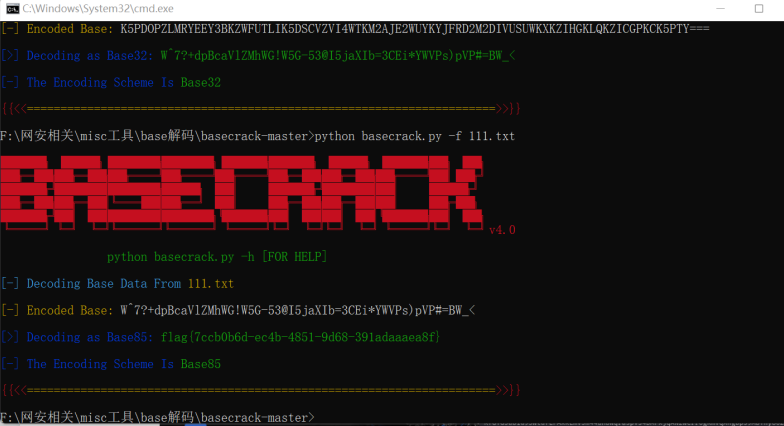 C:\Windows\System32\cmd.exe
[-] Encoded Base: K5PDOPZLMRYEEY3BKZWFUTLIK5DSCVZVI4WTKM2AJE2WUYKYJFRD2M2DIVUSUWKXKZIHGKLQKZICGPKCK5PTY===
[>] Decoding as Base32: W^7?+dpBcaVlZMhWG!W5G-53@I5jaXIb=3CEi*YWVPs)pVP#=BW_<
[-] The Encoding Scheme Is Base32
{{<<======================================================================>>}}
F:\网安相关\misc工具\base解码\basecrack-master>python basecrack.py -f 111.txt
BASECRACK
v4.0
python basecrack.py -h [FOR HELP]
[-] Decoding Base Data From 111.txt
[-] Encoded Base: W^7?+dpBcaVlZMhWG!W5G-53@I5jaXIb=3CEi*YWVPs)pVP#=BW_<
[>] Decoding as Base85: flag{7ccb0b6d-ec4b-4851-9d68-391adaaaea8f}
[-] The Encoding Scheme Is Base85
{{<<======================================================================>>}}
F:\网安相关\misc工具\base解码\basecrack-master>